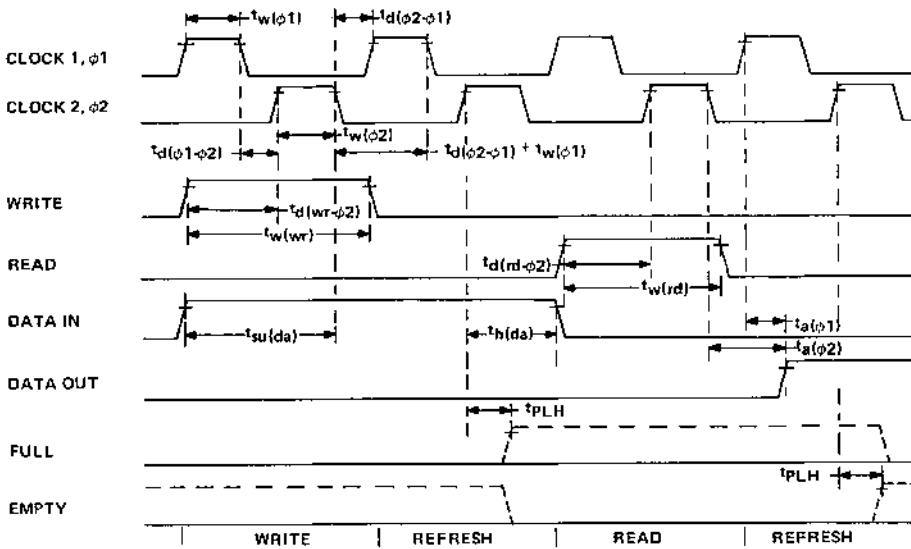 tw(ϕ1) td(ϕ2-ϕ1)
CLOCK 1, ϕ1
CLOCK 2, ϕ2
tw(ϕ2)
td(ϕ1-ϕ2) td(ϕ2-ϕ1) + tw(ϕ1)
WRITE
td(wr-ϕ2)
tw(wr)
READ
td(rd-ϕ2)
tw(rd)
DATA IN
tsu(da) th(da) ta(ϕ1)
ta(ϕ2)
DATA OUT
tPLH
FULL
tPLH
EMPTY
WRITE REFRESH READ REFRESH